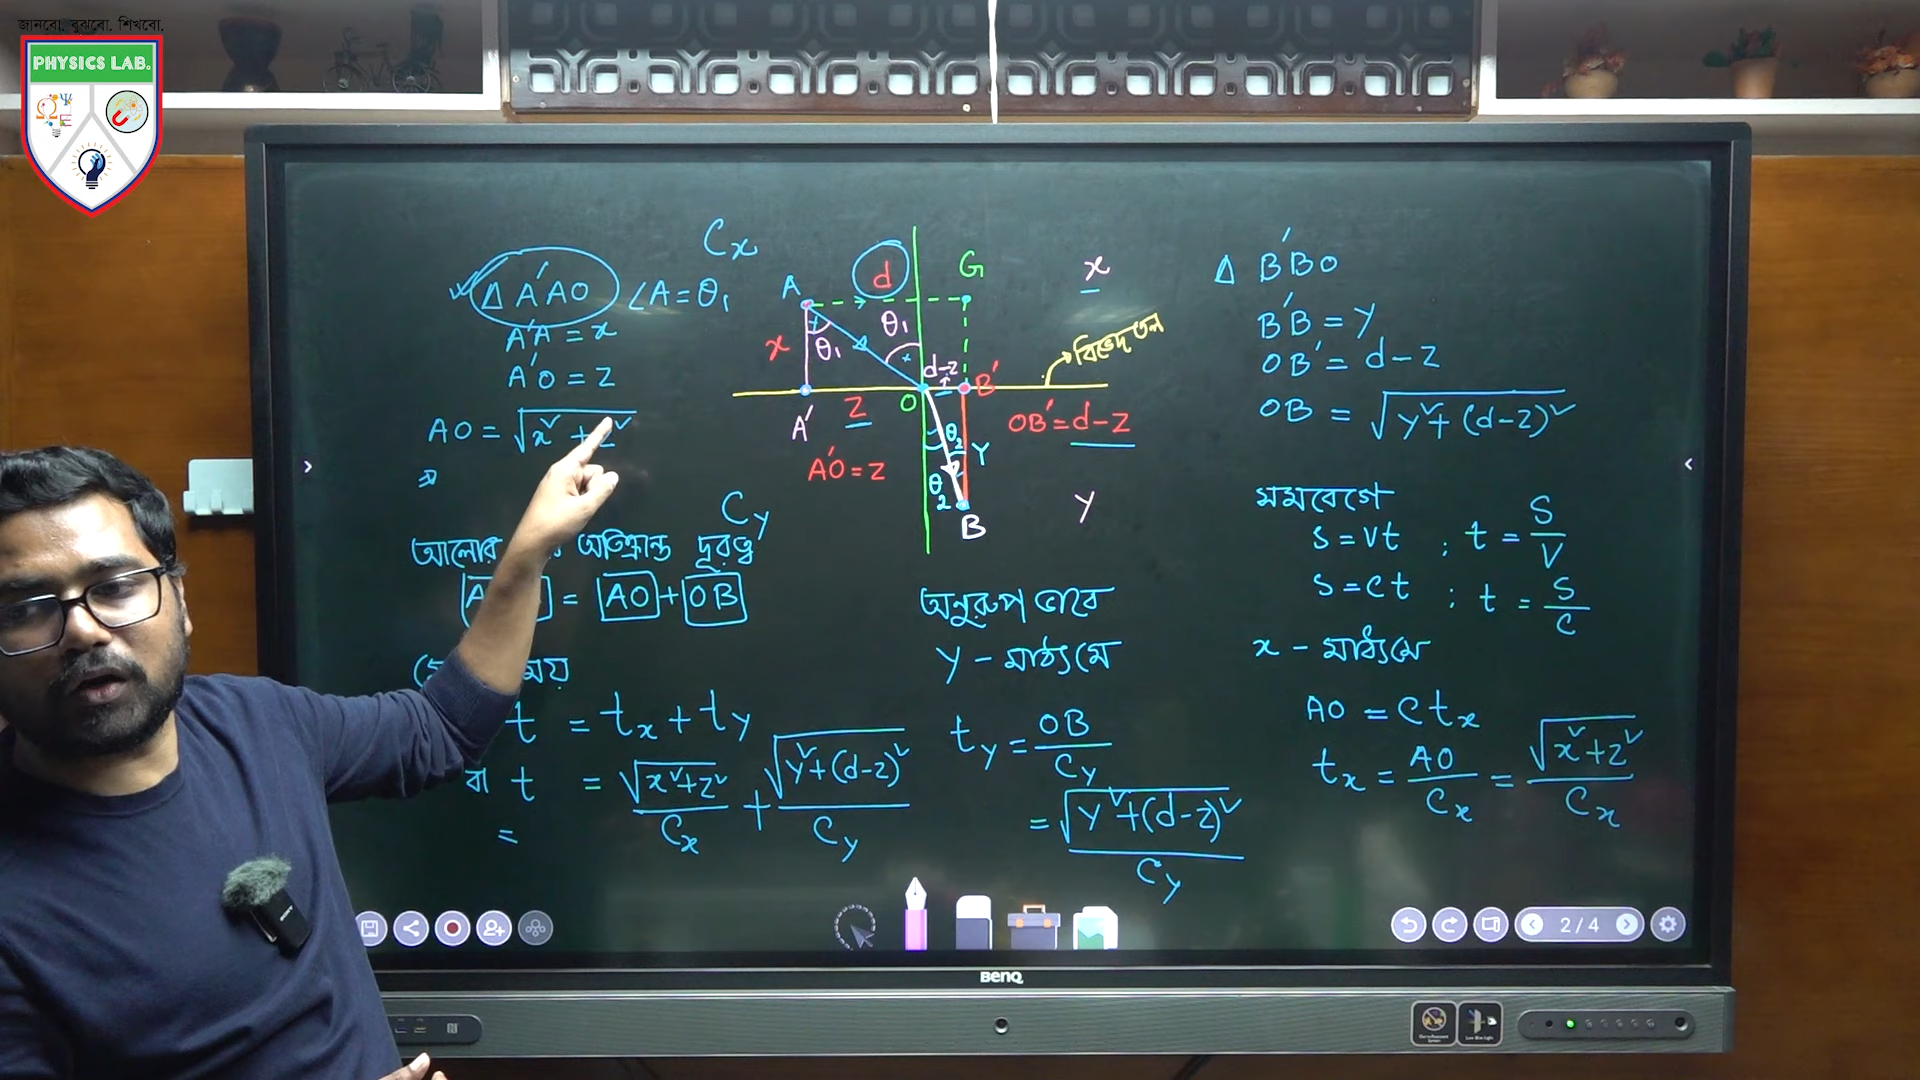 জানবো. বুঝবো. শিখবো.
PHYSICS LAB.
Cx
Δ A'AO ∠A = θ₁
A'A = x
A'O = z
AO = √(x² + z²)
⇒
Cy
আলোর অতিক্রান্ত দূরত্ব
= AO + OB
t = tx + ty
বা t = √(x²+z²)/Cx + √(y²+(d-z)²)/Cy
=
A
d
G
x
x
θ₁
θ₁
d-z
বিভেদ তল
A'
z
O
B'
OB' = d-z
A'O = z
θ₂
Y
θ₂
B
y
অনুরূপ ভাবে
y - মাধ্যমে
ty = OB/Cy
= √(y²+(d-z)²)/Cy
Δ B'BO
B'B = y
OB' = d-z
OB = √(y²+(d-z)²)
সমবেগে
s = vt ; t = S/V
s = ct ; t = S/C
x - মাধ্যমে
AO = ctx
tx = AO/Cx = √(x²+z²)/Cx
2/4
BenQ